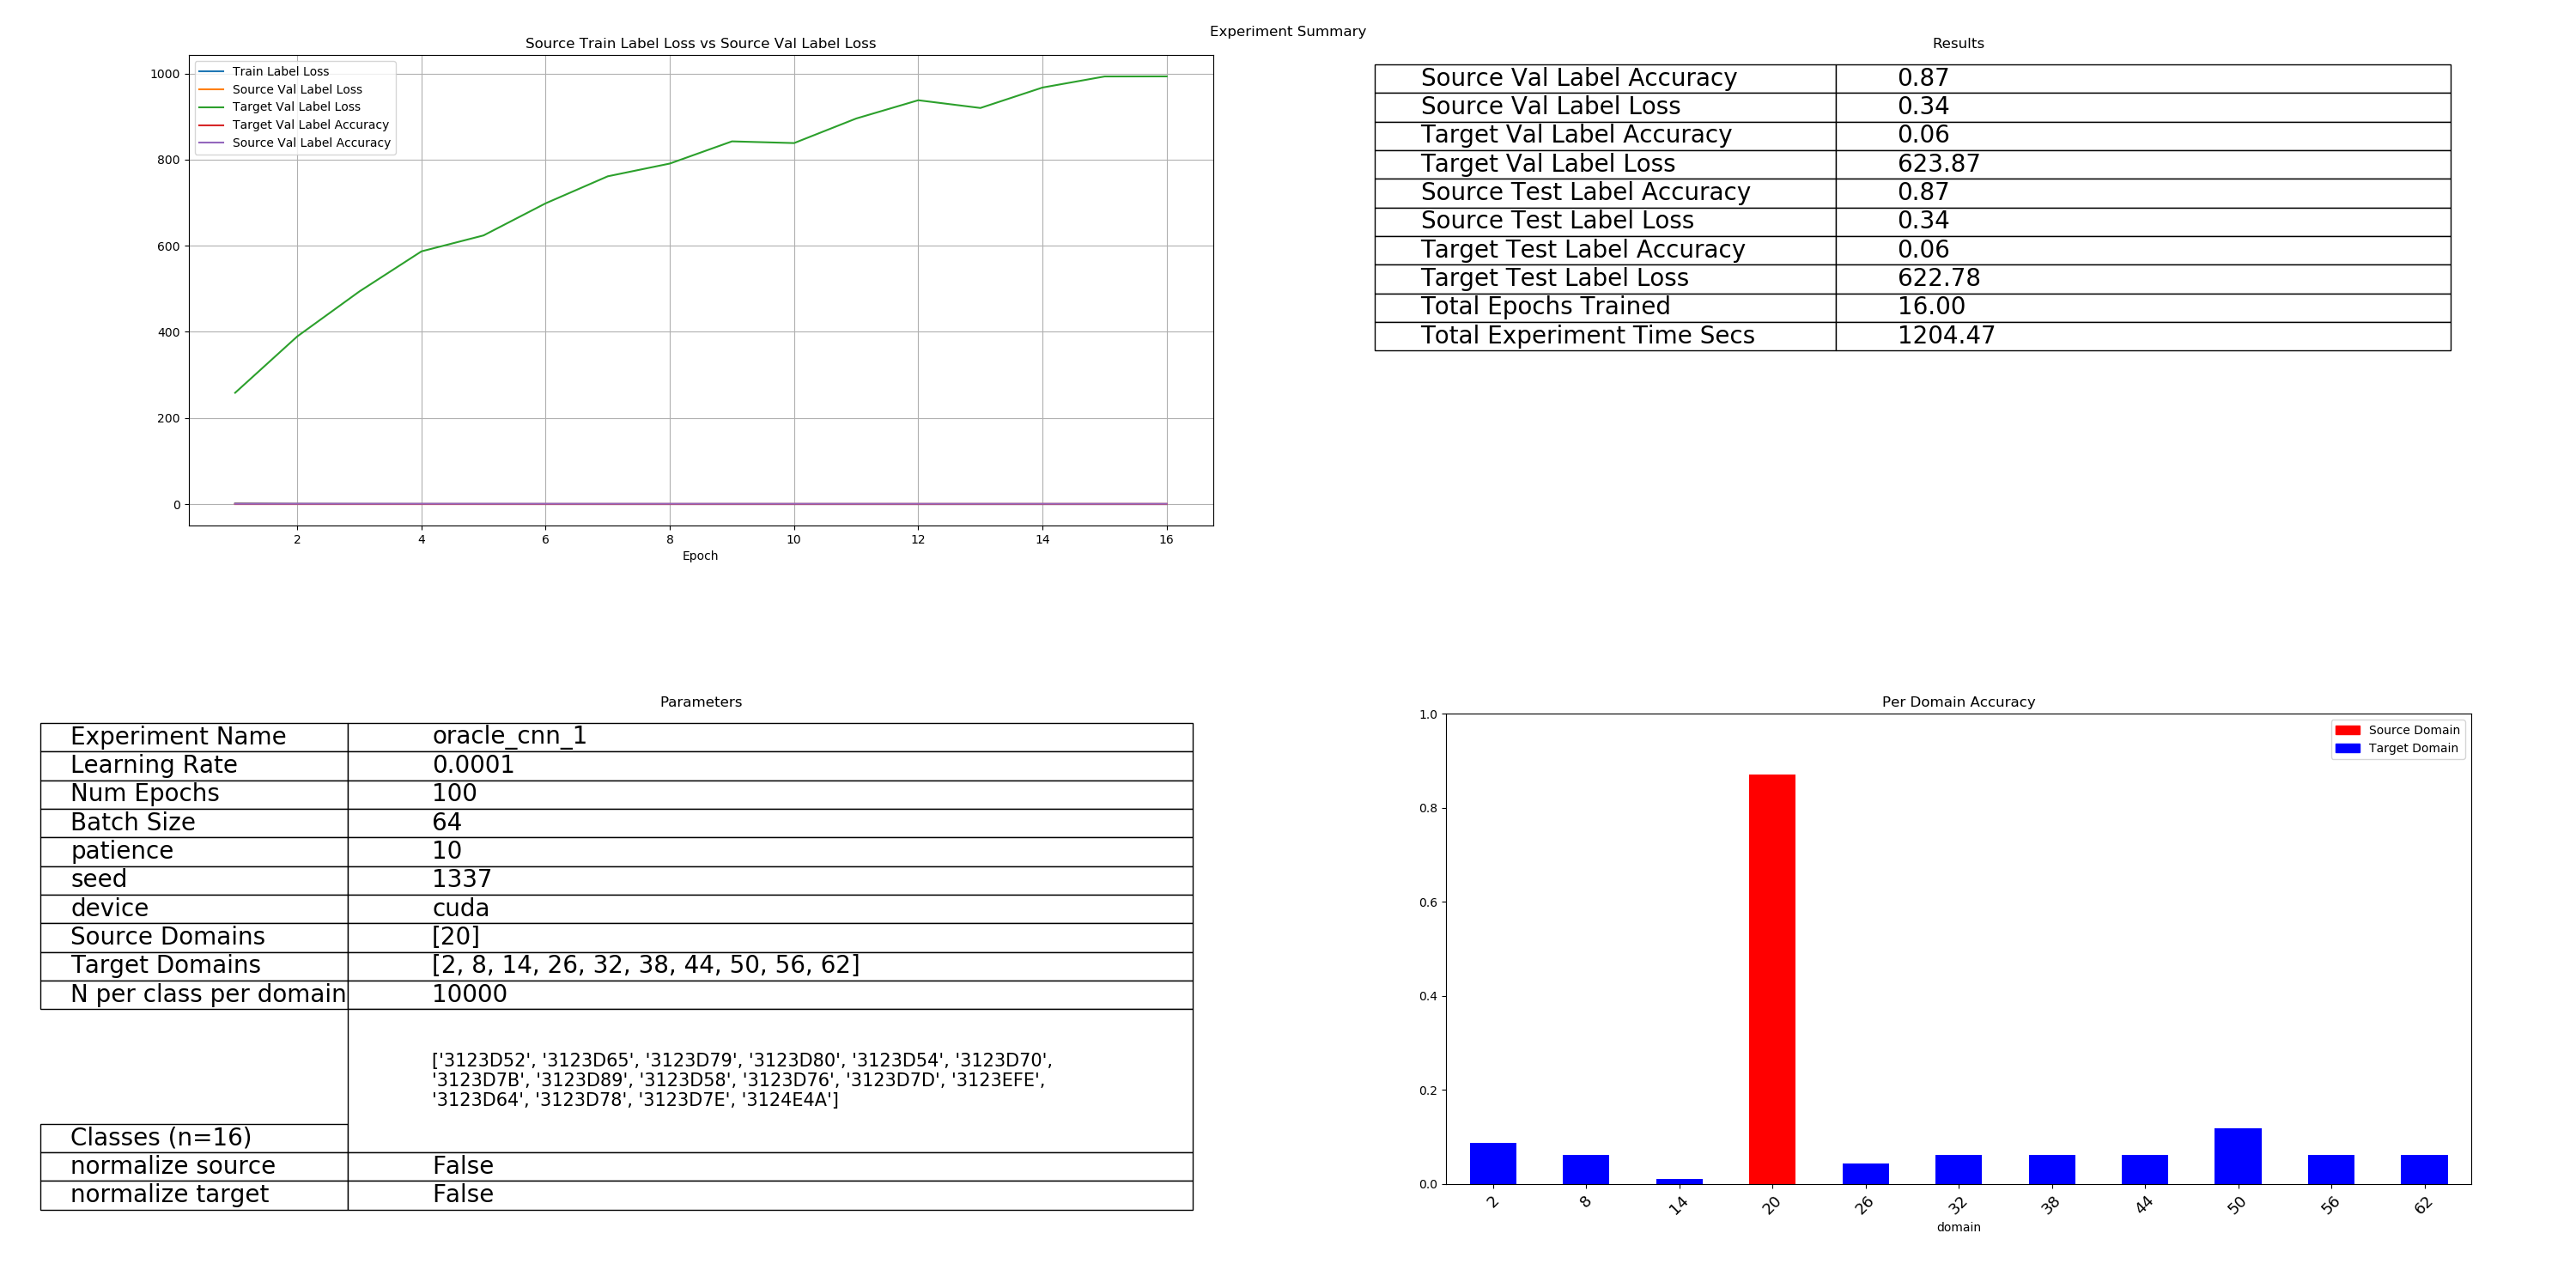 Experiment Summary
Source Train Label Loss vs Source Val Label Loss
Train Label Loss
Source Val Label Loss
Target Val Label Loss
Target Val Label Accuracy
Source Val Label Accuracy
1000
800
600
400
200
0
2 4 6 8 10 12 14 16
Epoch
Results
Source Val Label Accuracy 0.87
Source Val Label Loss 0.34
Target Val Label Accuracy 0.06
Target Val Label Loss 623.87
Source Test Label Accuracy 0.87
Source Test Label Loss 0.34
Target Test Label Accuracy 0.06
Target Test Label Loss 622.78
Total Epochs Trained 16.00
Total Experiment Time Secs 1204.47
Parameters
Experiment Name oracle_cnn_1
Learning Rate 0.0001
Num Epochs 100
Batch Size 64
patience 10
seed 1337
device cuda
Source Domains [20]
Target Domains [2, 8, 14, 26, 32, 38, 44, 50, 56, 62]
N per class per domain 10000
['3123D52', '3123D65', '3123D79', '3123D80', '3123D54', '3123D70',
'3123D7B', '3123D89', '3123D58', '3123D76', '3123D7D', '3123EFE',
'3123D64', '3123D78', '3123D7E', '3124E4A']
Classes (n=16)
normalize source False
normalize target False
Per Domain Accuracy
Source Domain
Target Domain
1.0
0.8
0.6
0.4
0.2
0.0
2 8 14 20 26 32 38 44 50 56 62
domain